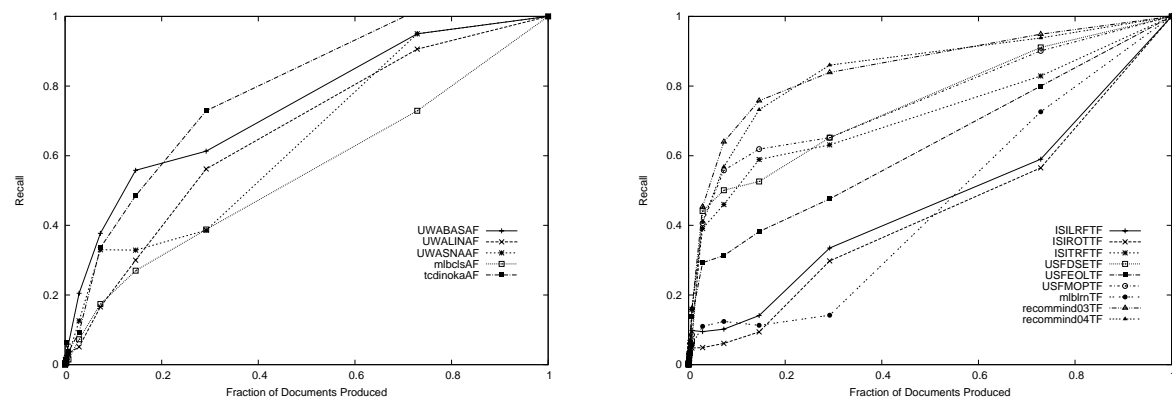 1
0.8
0.6
0.4
0.2
0
Recall
0
0.2
0.4
0.6
0.8
1
Fraction of Documents Produced
UWABASAF
UWALINAF
UWASNAAF
mlbclsAF
tcdinokaAF
1
0.8
0.6
0.4
0.2
0
Recall
0
0.2
0.4
0.6
0.8
1
Fraction of Documents Produced
ISILRFTF
ISIROTTF
ISITRFTF
USFDSETF
USFEOLTF
USFMOPTF
mlblrnTF
recommind03TF
recommind04TF